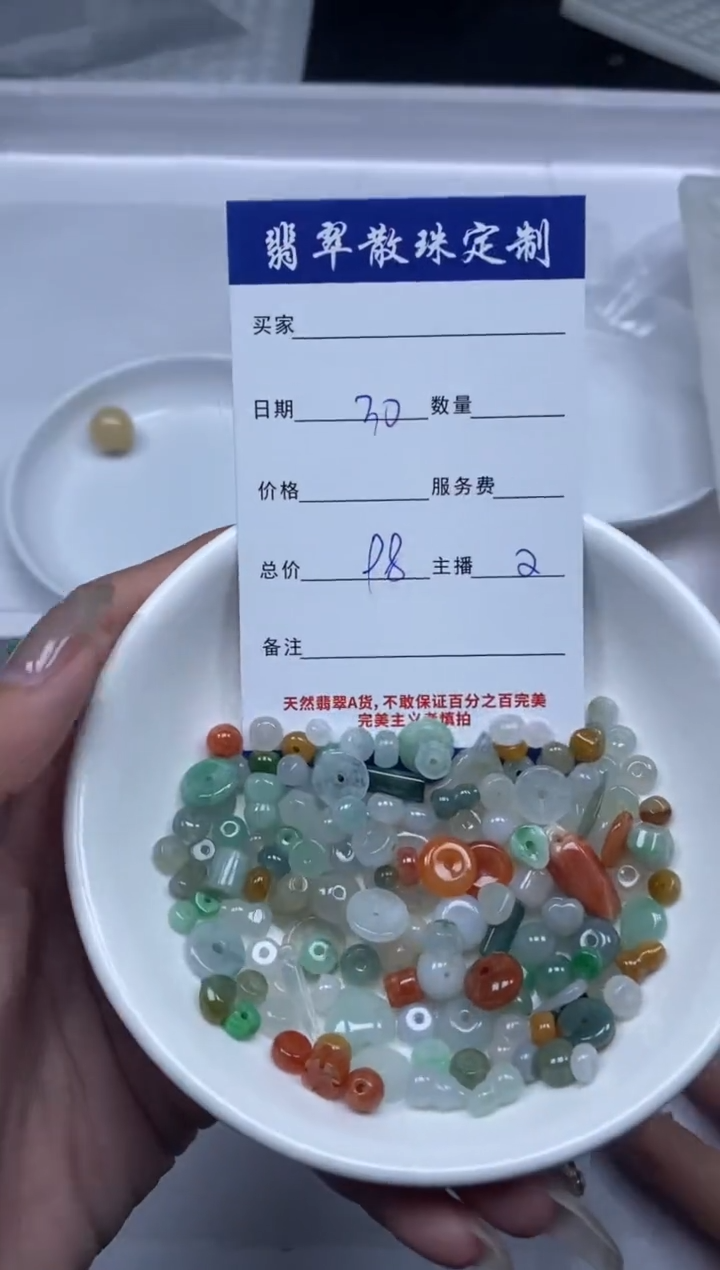 翡翠散珠定制
买家
日期 30 数量
价格 服务费
总价 98 主播 2
备注
天然翡翠A货,不敢保证百分之百完美
完美主义者慎拍